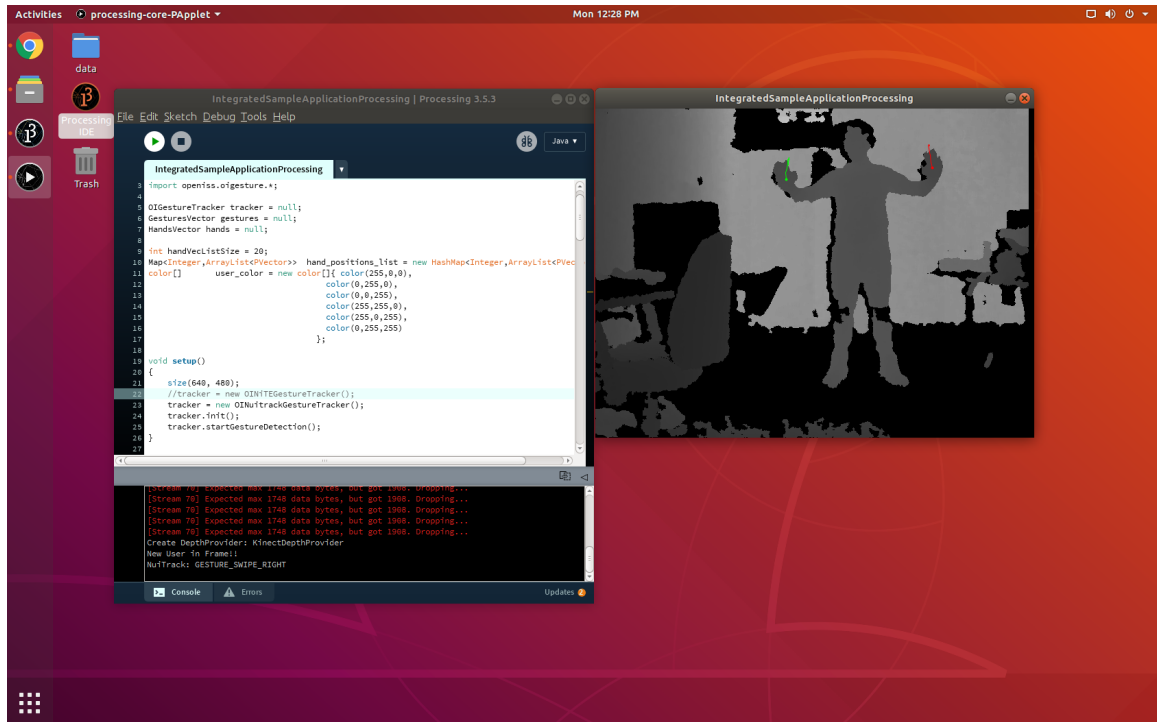 Activities
processing-core-PApplet
Mon 12:28 PM
data
Processing IDE
Trash
IntegratedSampleApplicationProcessing | Processing 3.5.3
File Edit Sketch Debug Tools Help
Java
IntegratedSampleApplicationProcessing
3 import openiss.oigesture.*;
4
5 OIGestureTracker tracker = null;
6 GesturesVector gestures = null;
7 HandsVector hands = null;
8
9 int handVecListSize = 20;
10 Map<Integer,ArrayList<PVector>> hand_positions_list = new HashMap<Integer,ArrayList<PVec
11 color[] user_color = new color[]{ color(255,0,0),
12 color(0,255,0),
13 color(0,0,255),
14 color(255,255,0),
15 color(255,0,255),
16 color(0,255,255)
17 };
18
19 void setup()
20 {
21 size(640, 480);
22 //tracker = new OINiTEGestureTracker();
23 tracker = new OINuitrackGestureTracker();
24 tracker.init();
25 tracker.startGestureDetection();
26 }
27
[Stream 70] Expected max 1748 data bytes, but got 1908. Dropping...
[Stream 70] Expected max 1748 data bytes, but got 1908. Dropping...
[Stream 70] Expected max 1748 data bytes, but got 1908. Dropping...
[Stream 70] Expected max 1748 data bytes, but got 1908. Dropping...
[Stream 70] Expected max 1748 data bytes, but got 1908. Dropping...
Create DepthProvider: KinectDepthProvider
New User in Frame!!
NuiTrack: GESTURE_SWIPE_RIGHT
Console
Errors
Updates 2
IntegratedSampleApplicationProcessing